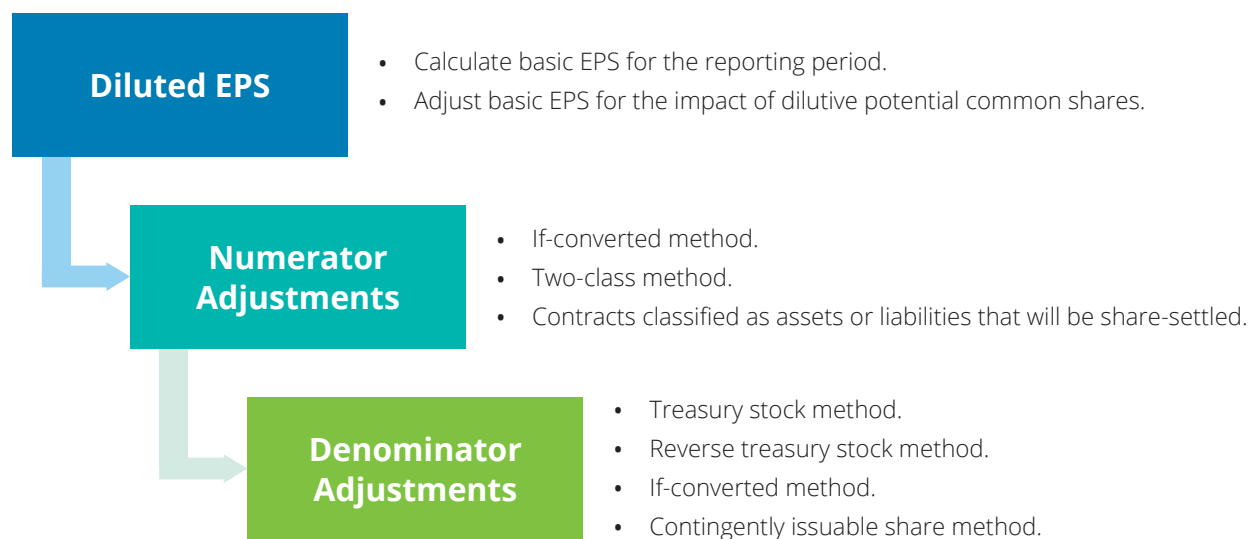 Diluted EPS
• Calculate basic EPS for the reporting period.
• Adjust basic EPS for the impact of dilutive potential common shares.
Numerator
Adjustments
• If-converted method.
• Two-class method.
• Contracts classified as assets or liabilities that will be share-settled.
Denominator
Adjustments
• Treasury stock method.
• Reverse treasury stock method.
• If-converted method.
• Contingently issuable share method.